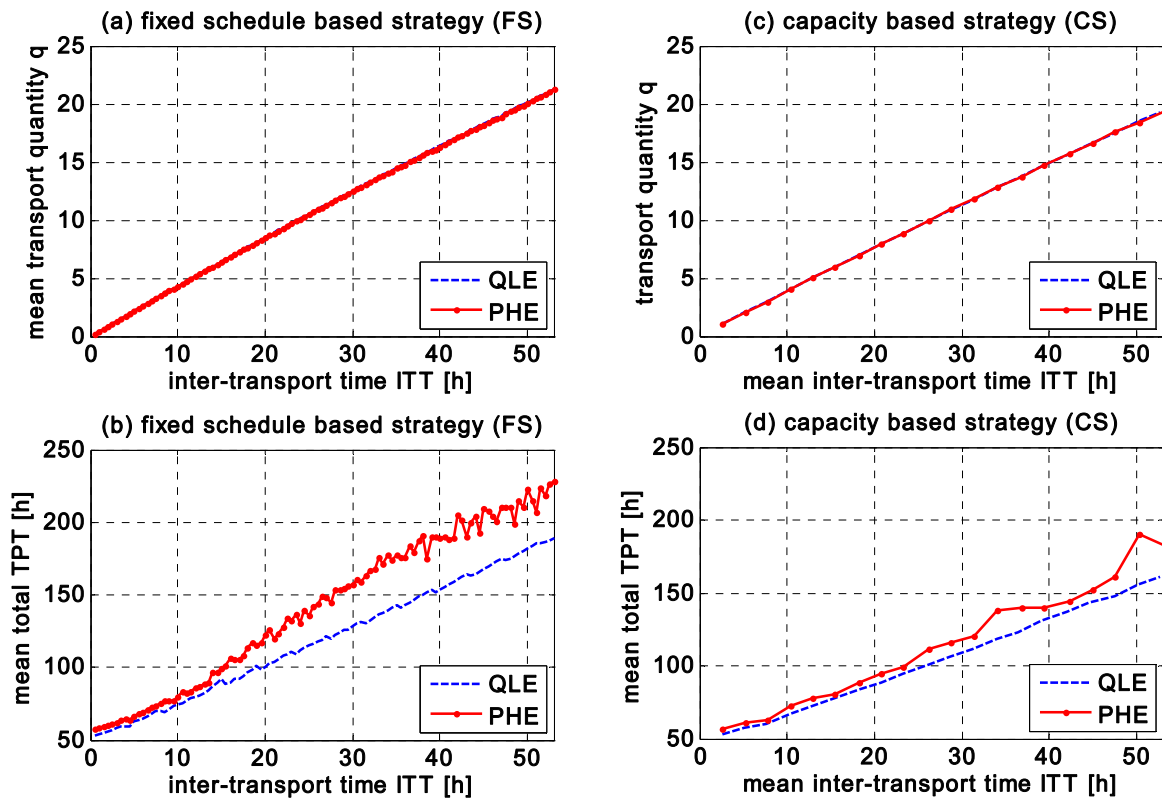 (a) fixed schedule based strategy (FS)
mean transport quantity q
25
20
15
10
5
0
QLE
PHE
0 10 20 30 40 50
inter-transport time ITT [h]
(c) capacity based strategy (CS)
transport quantity q
25
20
15
10
5
0
QLE
PHE
0 10 20 30 40 50
mean inter-transport time ITT [h]
(b) fixed schedule based strategy (FS)
mean total TPT [h]
250
200
150
100
50
QLE
PHE
0 10 20 30 40 50
inter-transport time ITT [h]
(d) capacity based strategy (CS)
mean total TPT [h]
250
200
150
100
50
QLE
PHE
0 10 20 30 40 50
mean inter-transport time ITT [h]